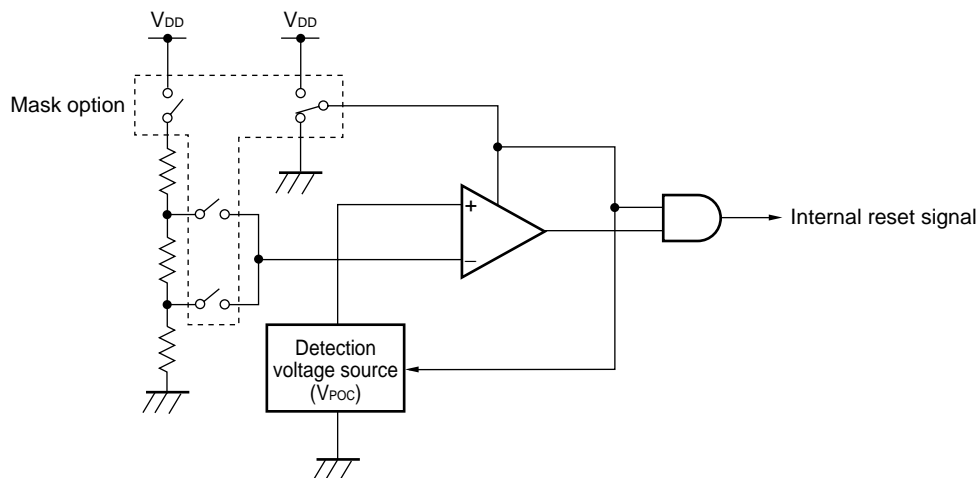 VDD
VDD
Mask option
+
−
Internal reset signal
Detection
voltage source
(VPOC)